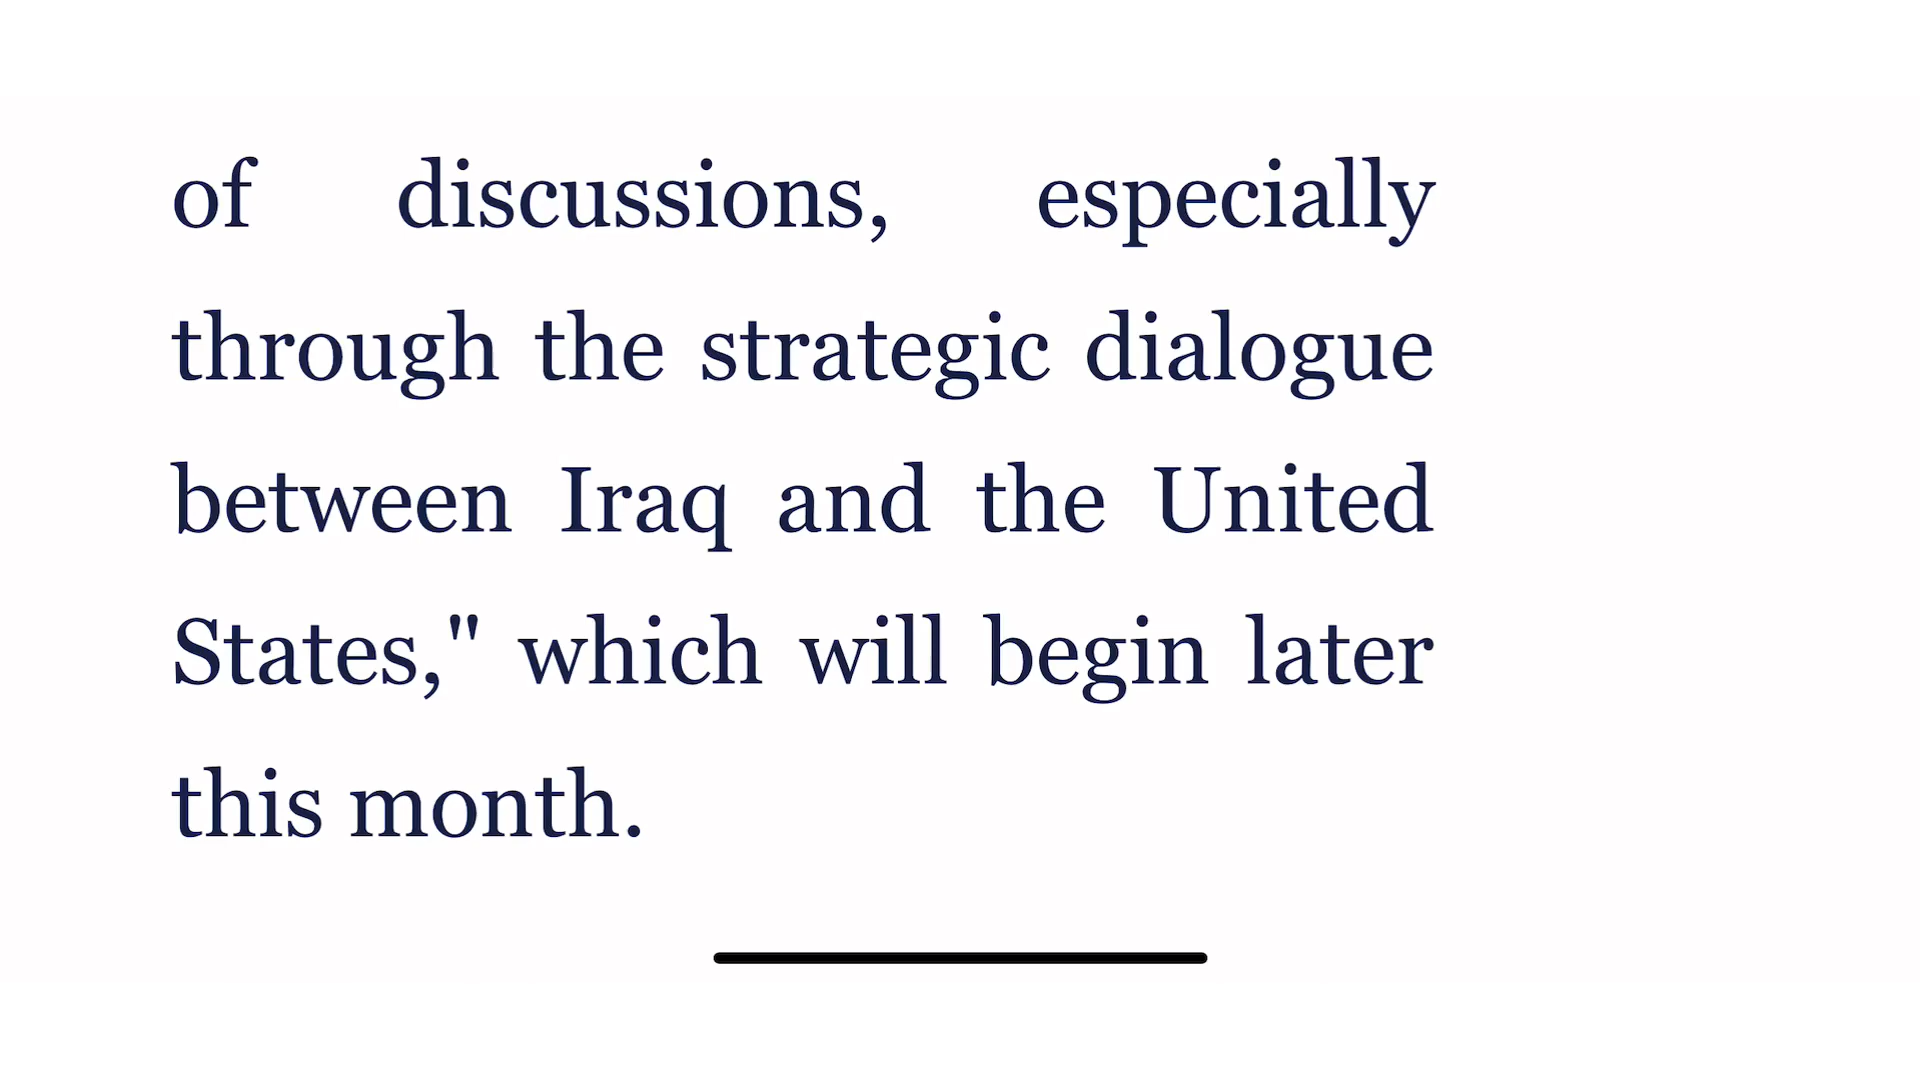 of discussions, especially
through the strategic dialogue
between Iraq and the United
States," which will begin later
this month.